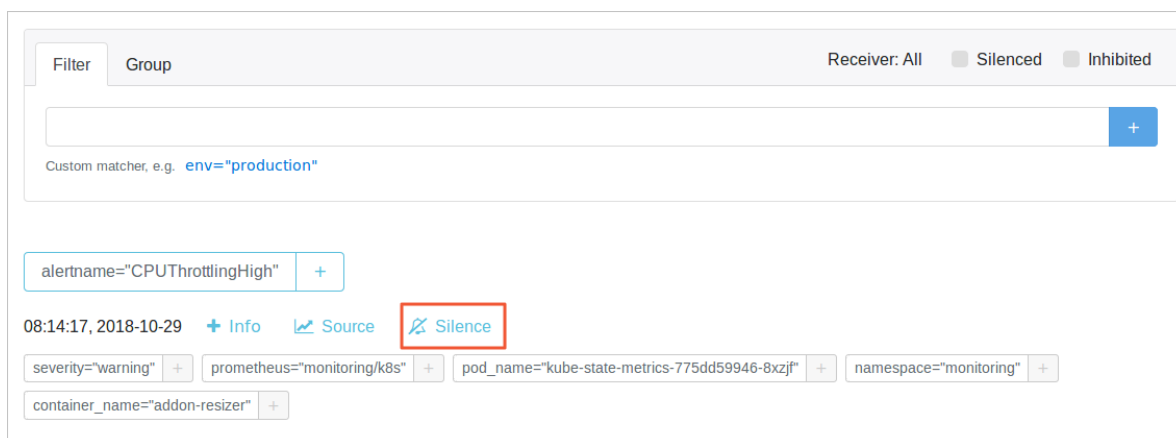 Filter Group Receiver: All Silenced Inhibited
+
Custom matcher, e.g. env="production"
alertname="CPUThrottlingHigh" +
08:14:17, 2018-10-29 + Info Source Silence
severity="warning" + prometheus="monitoring/k8s" + pod_name="kube-state-metrics-775dd59946-8xzjf" + namespace="monitoring" +
container_name="addon-resizer" +